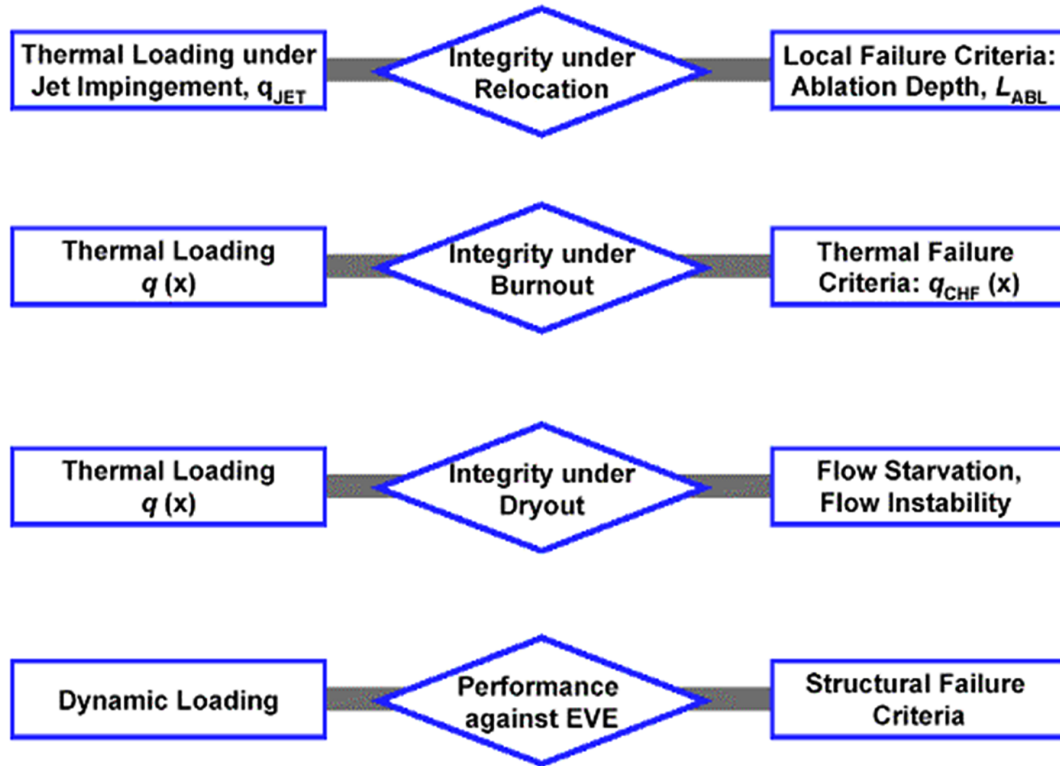 Thermal Loading under
Jet Impingement, qJET
Integrity under
Relocation
Local Failure Criteria:
Ablation Depth, LABL
Thermal Loading
q (x)
Integrity under
Burnout
Thermal Failure
Criteria: qCHF (x)
Thermal Loading
q (x)
Integrity under
Dryout
Flow Starvation,
Flow Instability
Dynamic Loading
Performance
against EVE
Structural Failure
Criteria